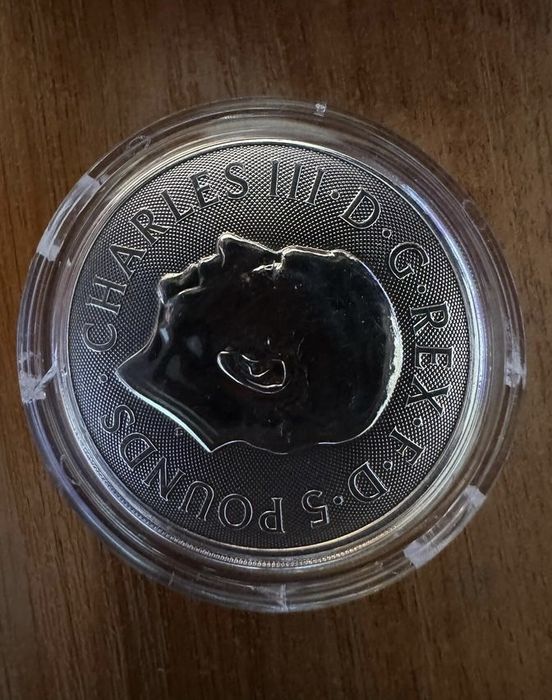 · CHARLES III · D · G · REX · F · D · 5 POUNDS